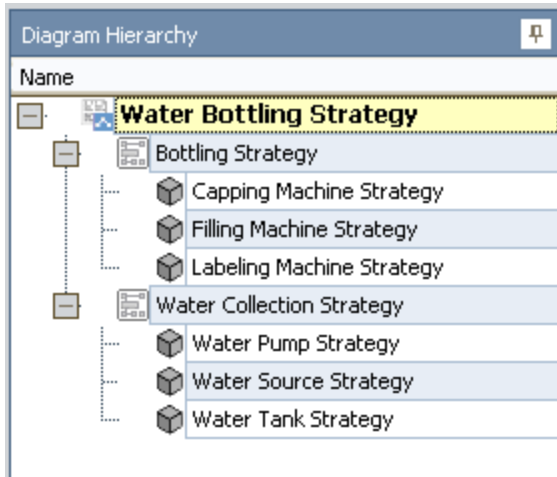 Diagram Hierarchy
Name
Water Bottling Strategy
Bottling Strategy
Capping Machine Strategy
Filling Machine Strategy
Labeling Machine Strategy
Water Collection Strategy
Water Pump Strategy
Water Source Strategy
Water Tank Strategy